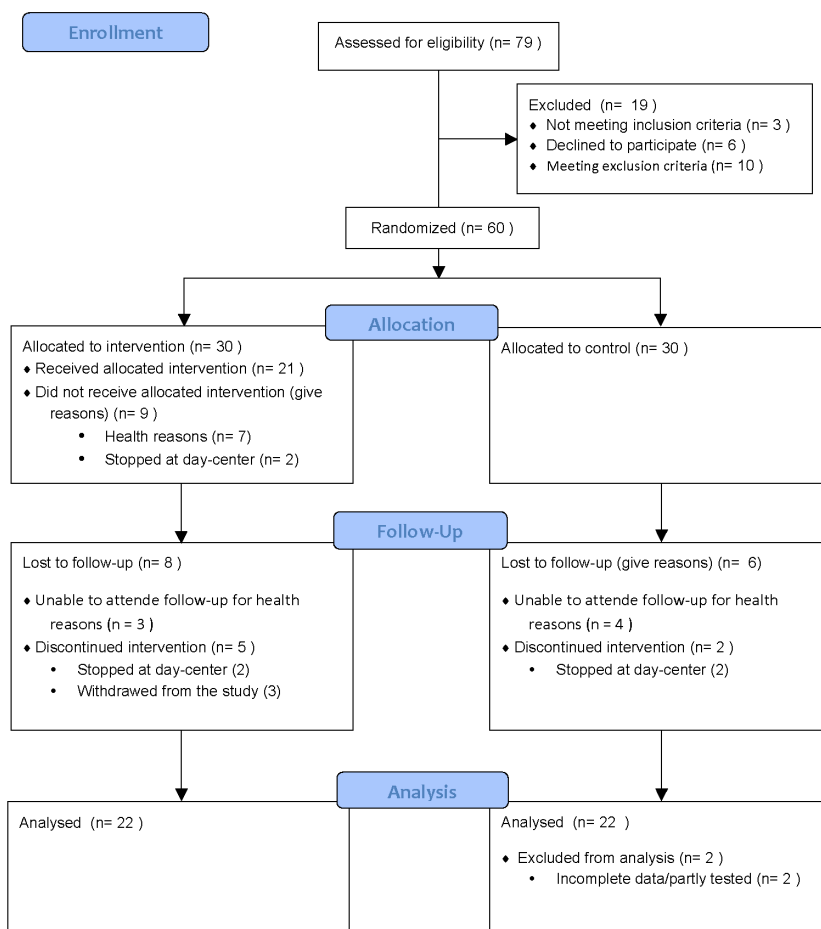 Enrollment
Assessed for eligibility (n= 79 )
Excluded (n= 19 )
♦ Not meeting inclusion criteria (n= 3 )
♦ Declined to participate (n= 6 )
♦ Meeting exclusion criteria (n= 10 )
Randomized (n= 60 )
Allocation
Allocated to intervention (n= 30 )
♦ Received allocated intervention (n= 21 )
♦ Did not receive allocated intervention (give
reasons) (n= 9 )
• Health reasons (n= 7)
• Stopped at day-center (n= 2)
Allocated to control (n= 30 )
Follow-Up
Lost to follow-up (n= 8 )
♦ Unable to attende follow-up for health
reasons (n = 3 )
♦ Discontinued intervention (n= 5 )
• Stopped at day-center (2)
• Withdrawed from the study (3)
Lost to follow-up (give reasons) (n= 6)
♦ Unable to attende follow-up for health
reasons (n = 4 )
♦ Discontinued intervention (n= 2 )
• Stopped at day-center (2)
Analysis
Analysed (n= 22 )
Analysed (n= 22 )
♦ Excluded from analysis (n= 2 )
• Incomplete data/partly tested (n= 2 )